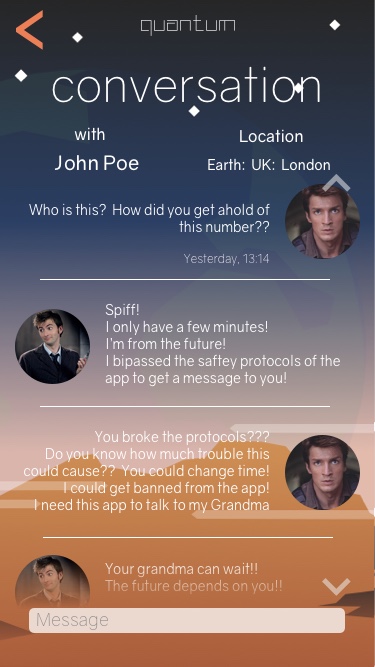 quantum
conversation
with
Location
John Poe
Earth: UK: London
Who is this? How did you get ahold of
this number??
Yesterday, 13:14
Spiff!
I only have a few minutes!
I'm from the future!
I bipassed the saftey protocols of the
app to get a message to you!
You broke the protocols???
Do you know how much trouble this
could cause?? You could change time!
I could get banned from the app!
I need this app to talk to my Grandma
Your grandma can wait!!
The future depends on you!!
Message